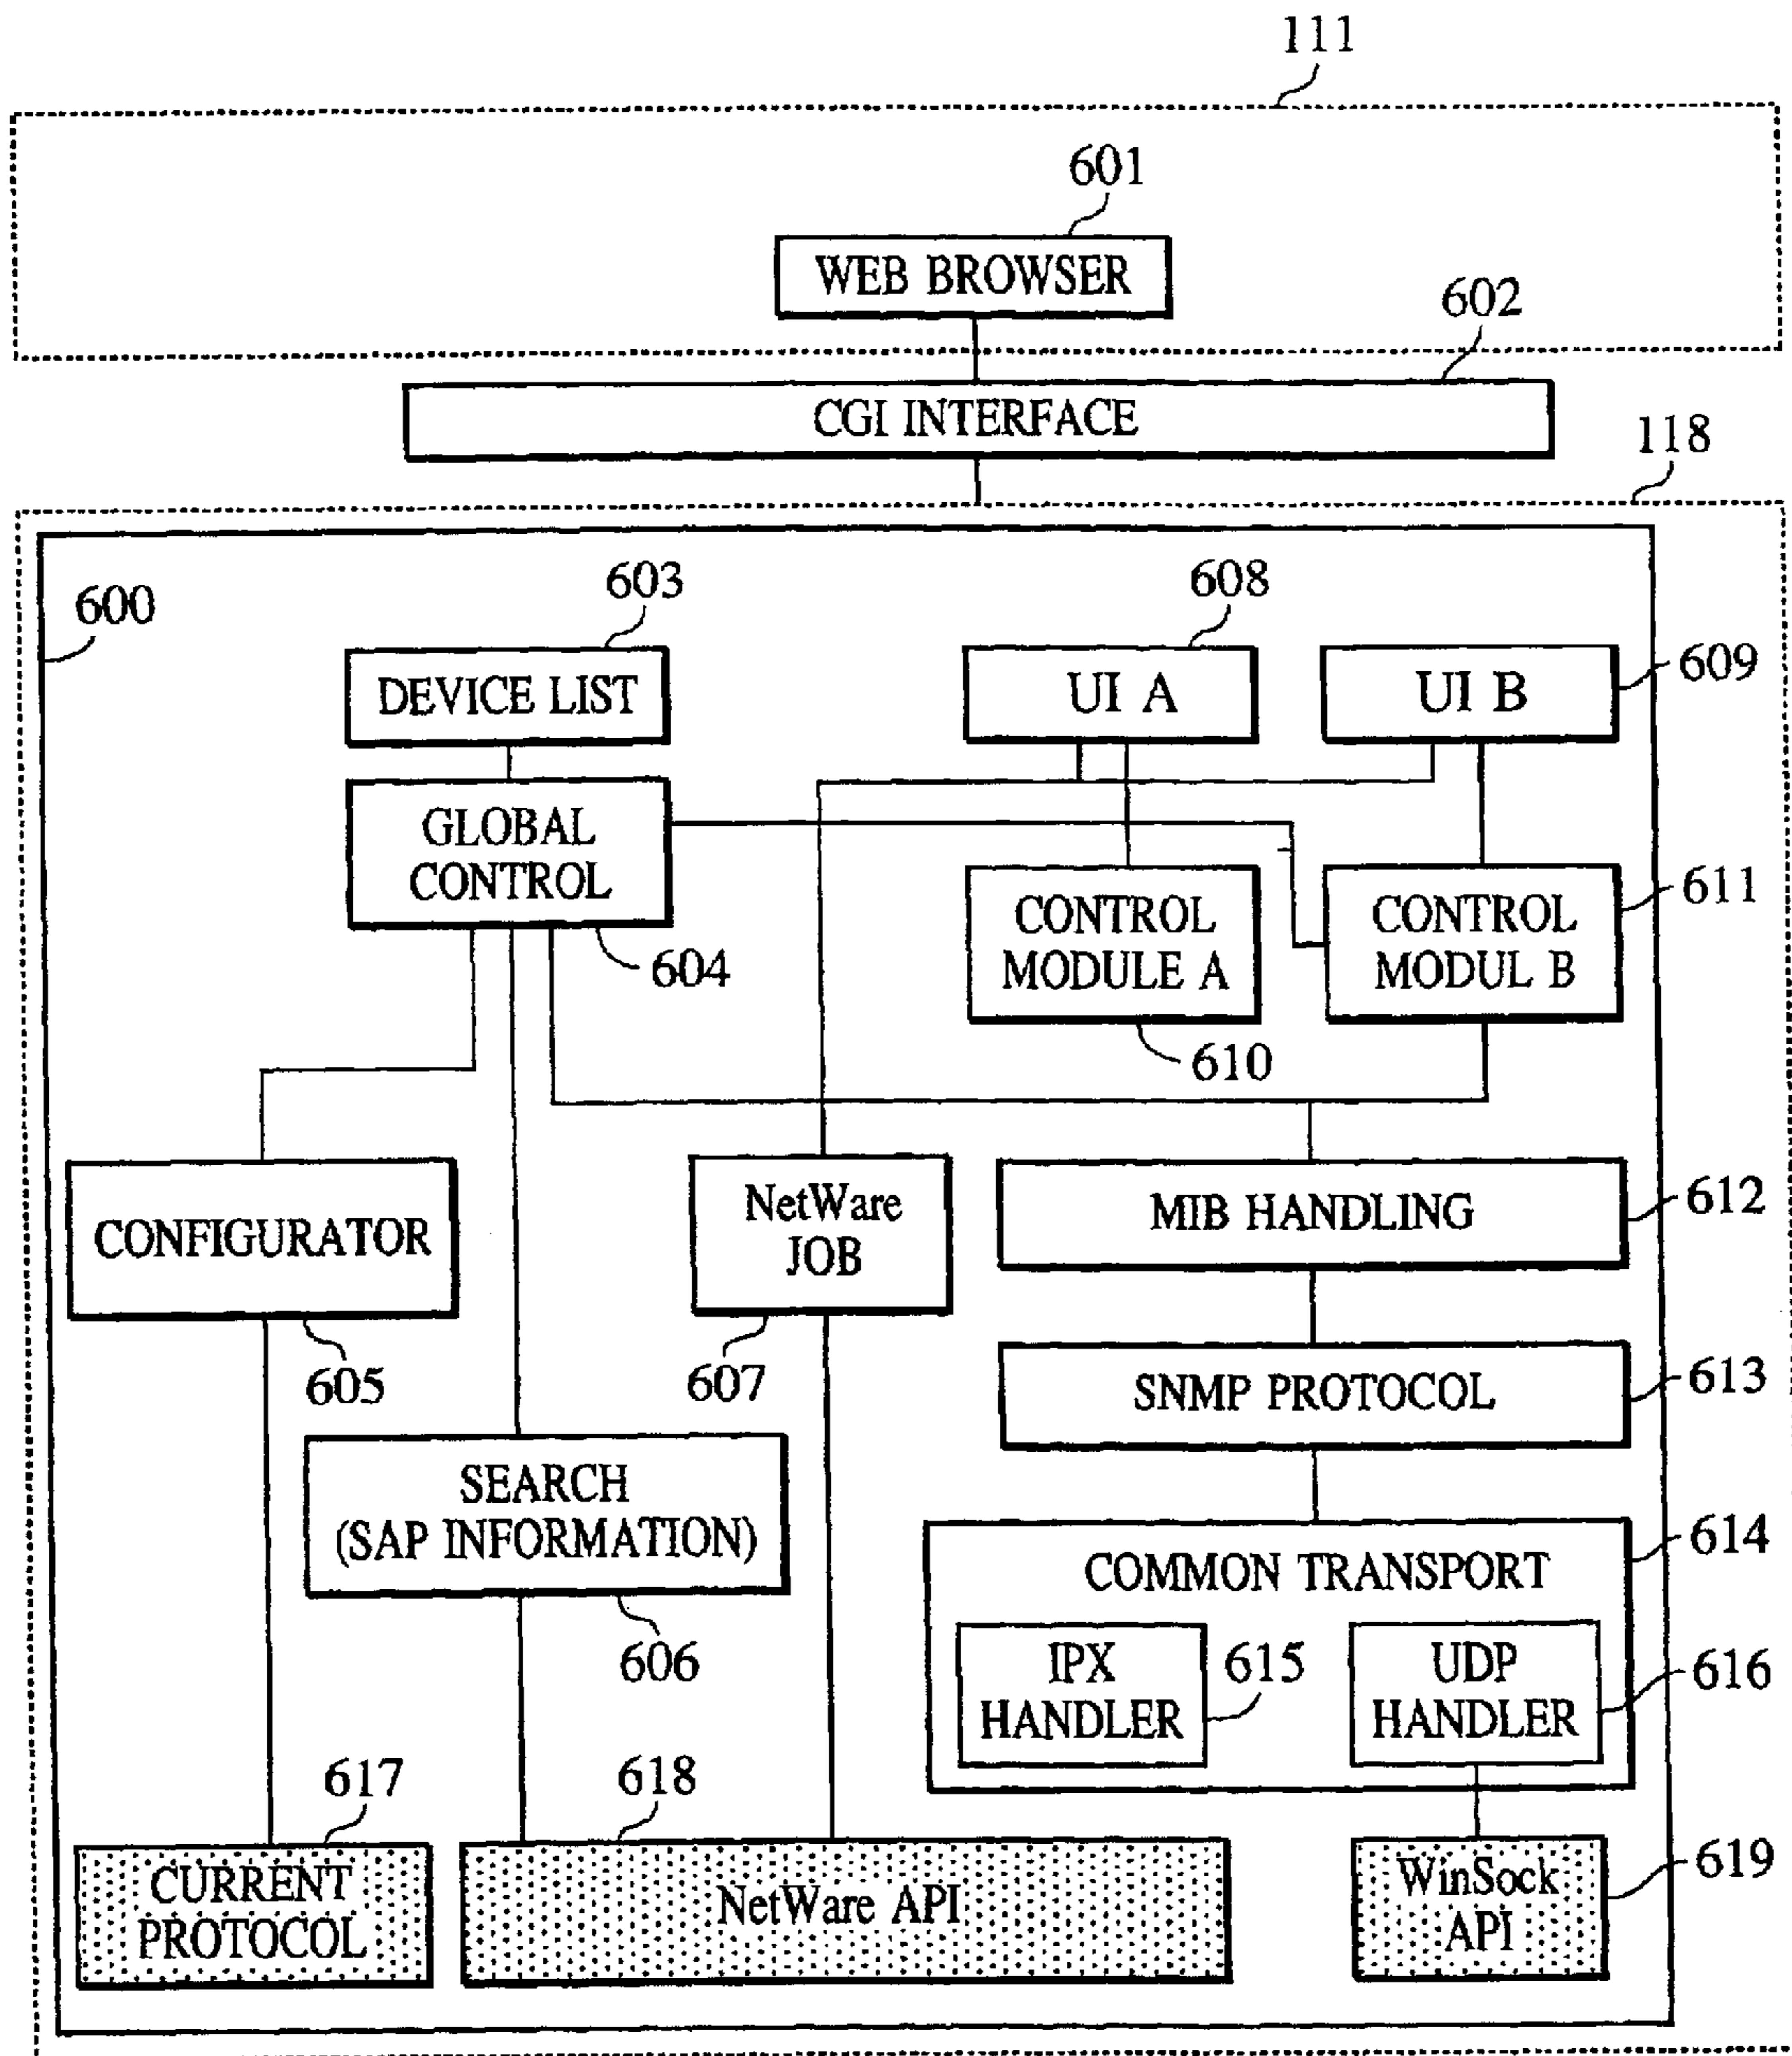 111
601
WEB BROWSER
602
CGI INTERFACE
118
600
603
608
DEVICE LIST
UI A
UI B
609
GLOBAL
CONTROL
604
CONTROL
MODULE A
610
CONTROL
MODUL B
611
CONFIGURATOR
605
NetWare
JOB
607
MIB HANDLING
612
SNMP PROTOCOL
613
SEARCH
(SAP INFORMATION)
606
COMMON TRANSPORT
614
IPX
HANDLER
615
UDP
HANDLER
616
617
CURRENT
PROTOCOL
618
NetWare API
WinSock
API
619